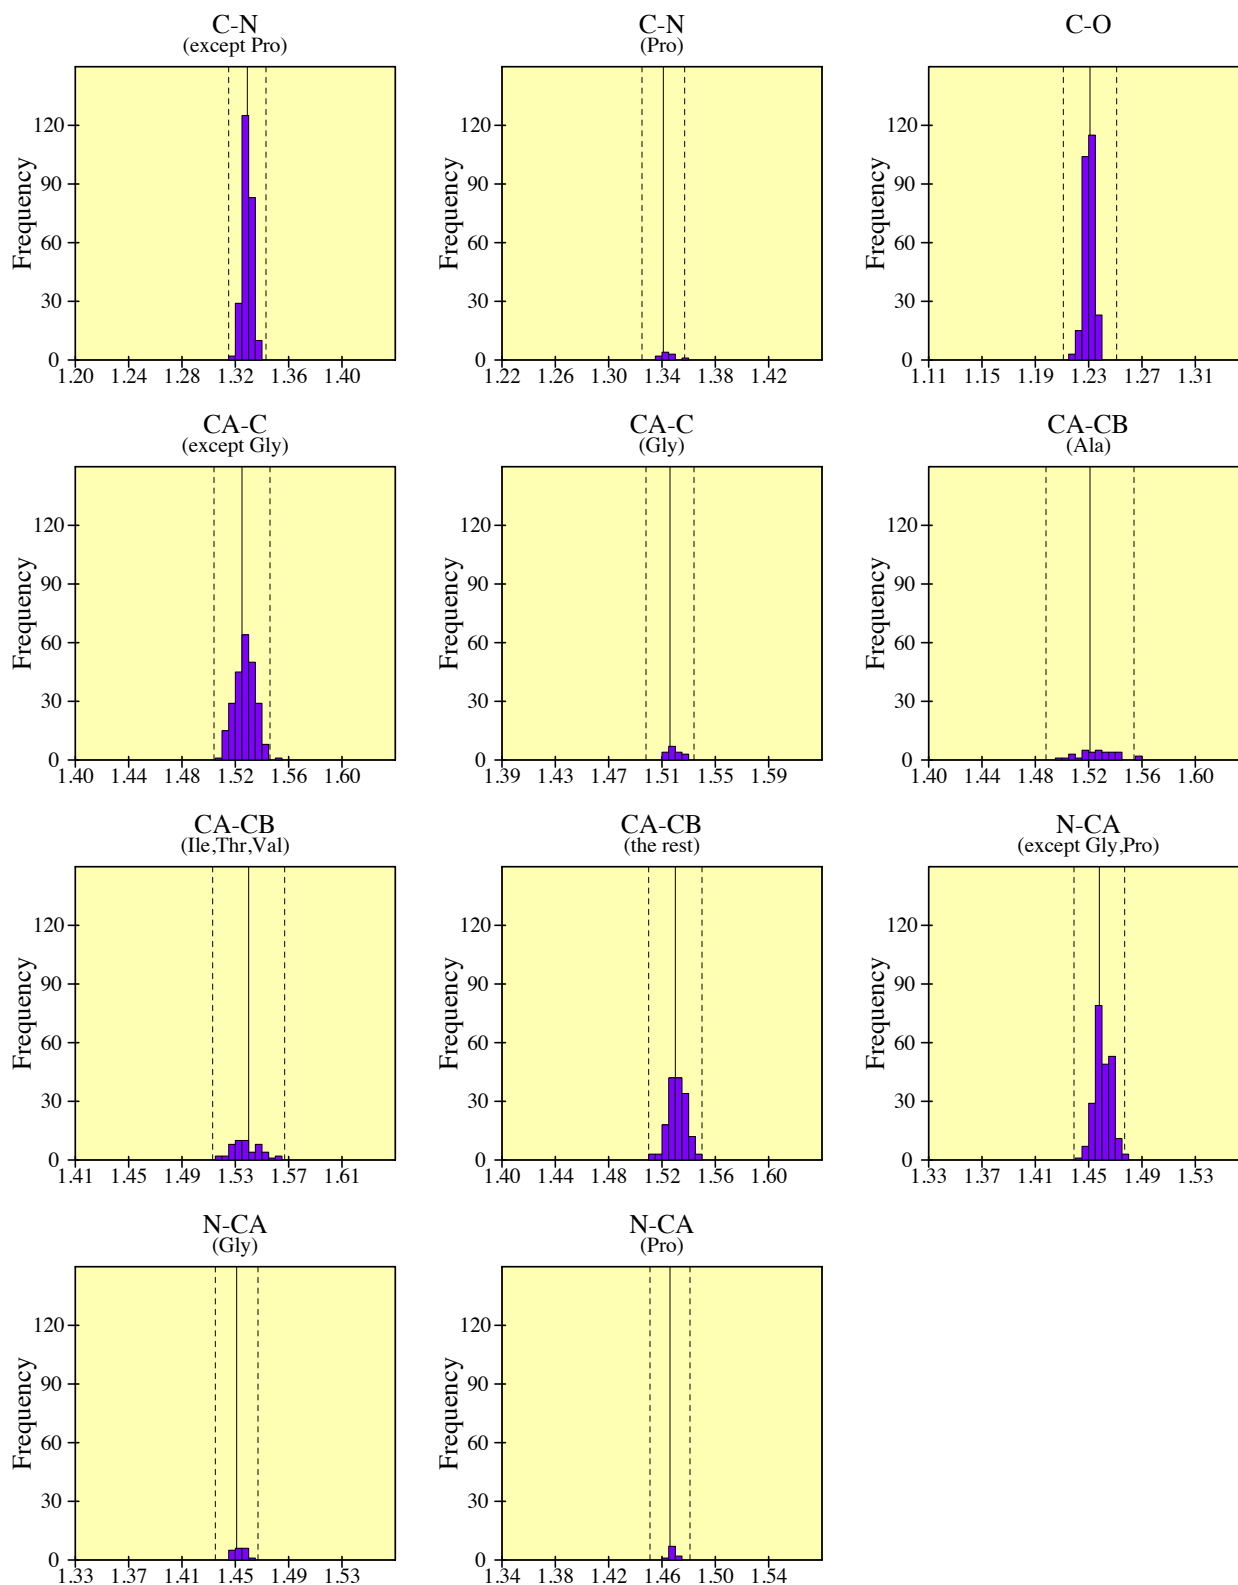 C-N
(except Pro)
Frequency
120
90
60
30
0
1.20 1.24 1.28 1.32 1.36 1.40
C-N
(Pro)
Frequency
120
90
60
30
0
1.22 1.26 1.30 1.34 1.38 1.42
C-O
Frequency
120
90
60
30
0
1.11 1.15 1.19 1.23 1.27 1.31
CA-C
(except Gly)
Frequency
120
90
60
30
0
1.40 1.44 1.48 1.52 1.56 1.60
CA-C
(Gly)
Frequency
120
90
60
30
0
1.39 1.43 1.47 1.51 1.55 1.59
CA-CB
(Ala)
Frequency
120
90
60
30
0
1.40 1.44 1.48 1.52 1.56 1.60
CA-CB
(Ile,Thr,Val)
Frequency
120
90
60
30
0
1.41 1.45 1.49 1.53 1.57 1.61
CA-CB
(the rest)
Frequency
120
90
60
30
0
1.40 1.44 1.48 1.52 1.56 1.60
N-CA
(except Gly,Pro)
Frequency
120
90
60
30
0
1.33 1.37 1.41 1.45 1.49 1.53
N-CA
(Gly)
Frequency
120
90
60
30
0
1.33 1.37 1.41 1.45 1.49 1.53
N-CA
(Pro)
Frequency
120
90
60
30
0
1.34 1.38 1.42 1.46 1.50 1.54